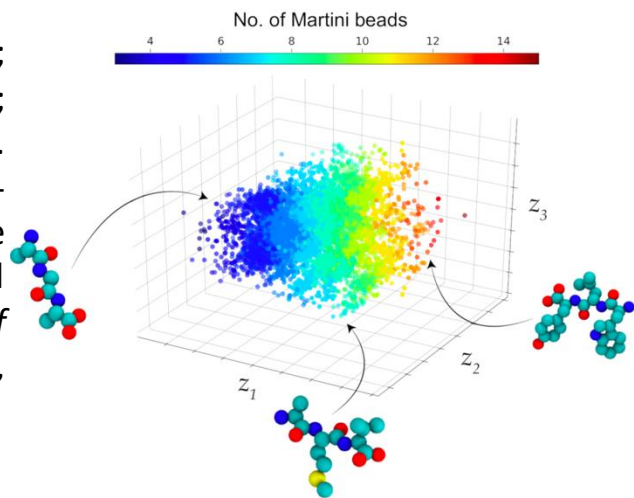 No. of Martini beads
4 6 8 10 12 14
;
;
.
-
e
d
f
,
z₃
z₂
z₁